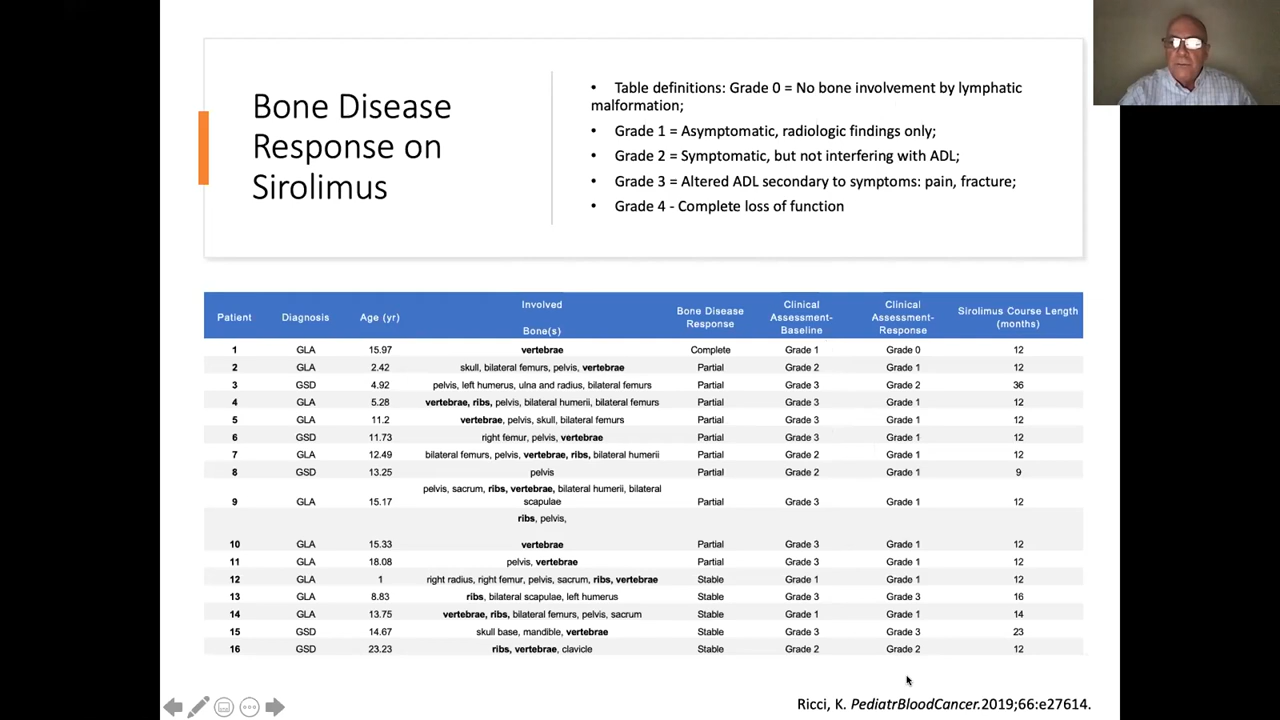 Bone Disease
Response on
Sirolimus
• Table definitions: Grade 0 = No bone involvement by lymphatic
malformation;
• Grade 1 = Asymptomatic, radiologic findings only;
• Grade 2 = Symptomatic, but not interfering with ADL;
• Grade 3 = Altered ADL secondary to symptoms: pain, fracture;
• Grade 4 - Complete loss of function
Patient Diagnosis Age (yr) Involved Bone(s) Bone Disease Response Clinical Assessment-Baseline Clinical Assessment-Response Sirolimus Course Length (months)
1 GLA 15.97 vertebrae Complete Grade 1 Grade 0 12
2 GLA 2.42 skull, bilateral femurs, pelvis, vertebrae Partial Grade 2 Grade 1 12
3 GSD 4.92 pelvis, left humerus, ulna and radius, bilateral femurs Partial Grade 3 Grade 2 36
4 GLA 5.28 vertebrae, ribs, pelvis, bilateral humerii, bilateral femurs Partial Grade 3 Grade 1 12
5 GLA 11.2 vertebrae, pelvis, skull, bilateral femurs Partial Grade 3 Grade 1 12
6 GSD 11.73 right femur, pelvis, vertebrae Partial Grade 3 Grade 1 12
7 GLA 12.49 bilateral femurs, pelvis, vertebrae, ribs, bilateral humerii Partial Grade 2 Grade 1 12
8 GSD 13.25 pelvis Partial Grade 2 Grade 1 9
9 GLA 15.17 pelvis, sacrum, ribs, vertebrae, bilateral humerii, bilateral scapulae Partial Grade 3 Grade 1 12
10 GLA 15.33 ribs, pelvis, vertebrae Partial Grade 3 Grade 1 12
11 GLA 18.08 pelvis, vertebrae Partial Grade 3 Grade 1 12
12 GLA 1 right radius, right femur, pelvis, sacrum, ribs, vertebrae Stable Grade 1 Grade 1 12
13 GLA 8.83 ribs, bilateral scapulae, left humerus Stable Grade 3 Grade 3 16
14 GLA 13.75 vertebrae, ribs, bilateral femurs, pelvis, sacrum Stable Grade 1 Grade 1 14
15 GSD 14.67 skull base, mandible, vertebrae Stable Grade 3 Grade 3 23
16 GSD 23.23 ribs, vertebrae, clavicle Stable Grade 2 Grade 2 12
Ricci, K. PediatrBloodCancer.2019;66:e27614.